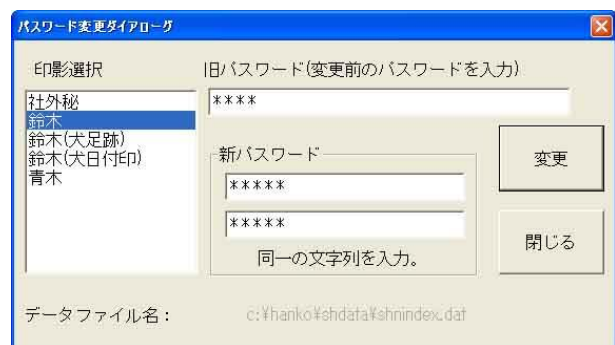 パスワード変更ダイアローグ
印影選択
旧パスワード(変更前のパスワードを入力)
社外秘
鈴木
鈴木(犬足跡)
鈴木(犬日付印)
青木
****
新パスワード
*****
*****
同一の文字列を入力。
変更
閉じる
データファイル名:
c:¥hanko¥shdata¥shnindex.dat